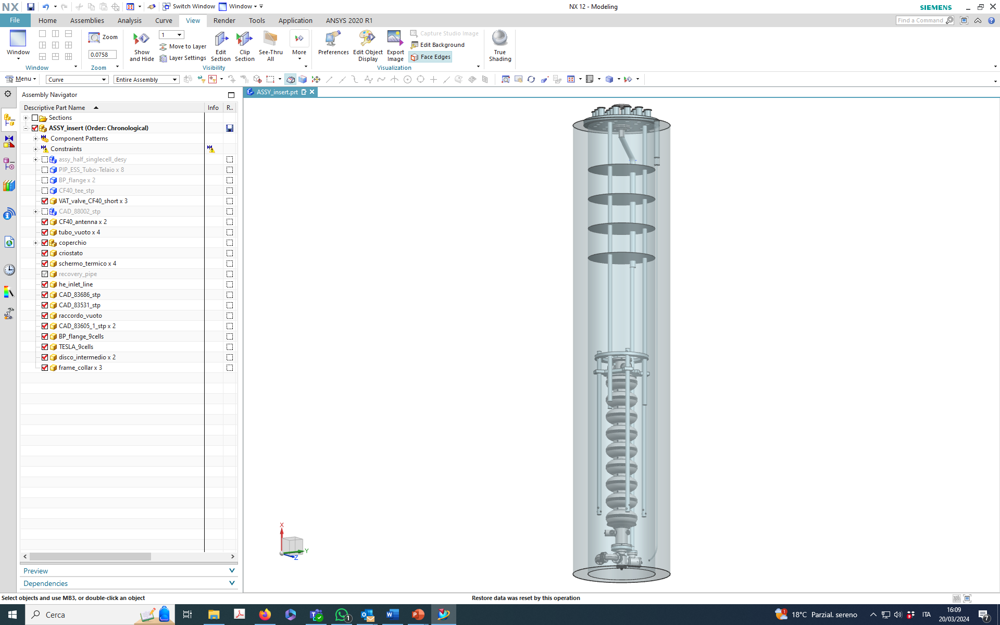 NX
Switch Window
Window
NX 12 - Modeling
SIEMENS
File
Home
Assemblies
Analysis
Curve
View
Render
Tools
Application
ANSYS 2020 R1
Find a Command
Window
Zoom
0.0758
Show and Hide
1
Move to Layer
Layer Settings
Edit Section
Clip Section
See-Thru All
More
Preferences
Edit Object Display
Export Image
Capture Studio Image
Edit Background
Face Edges
True Shading
Window
Zoom
Visibility
Visualization
Menu
Curve
Entire Assembly
Assembly Navigator
ASSY_insert.prt
Descriptive Part Name
Info
R..
Sections
ASSY_insert (Order: Chronological)
Component Patterns
Constraints
assy_half_singlecell_desy
PIP_ESS_Tubo-Telaio x 8
BP_flange x 2
CF40_tee_stp
VAT_valve_CF40_short x 3
CAD_88002_stp
CF40_antenna x 2
tubo_vuoto x 4
coperchio
criostato
schermo_termico x 4
recovery_pipe
he_inlet_line
CAD_83686_stp
CAD_83531_stp
raccordo_vuoto
CAD_83605_1_stp x 2
BP_flange_9cells
TESLA_9cells
disco_intermedio x 2
frame_collar x 3
X
Y
Z
Preview
Dependencies
Select objects and use MB3, or double-click an object
Restore data was reset by this operation
Cerca
1
1
18°C Parzial. sereno
ITA
16:09
20/03/2024
7